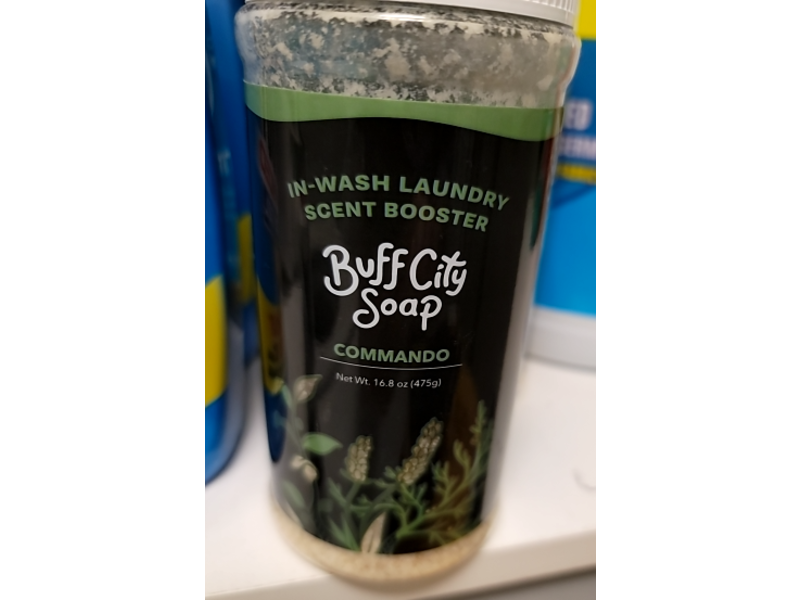 IN-WASH LAUNDRY
SCENT BOOSTER
Buff City
Soap
COMMANDO
Net Wt. 16.8 oz (475g)